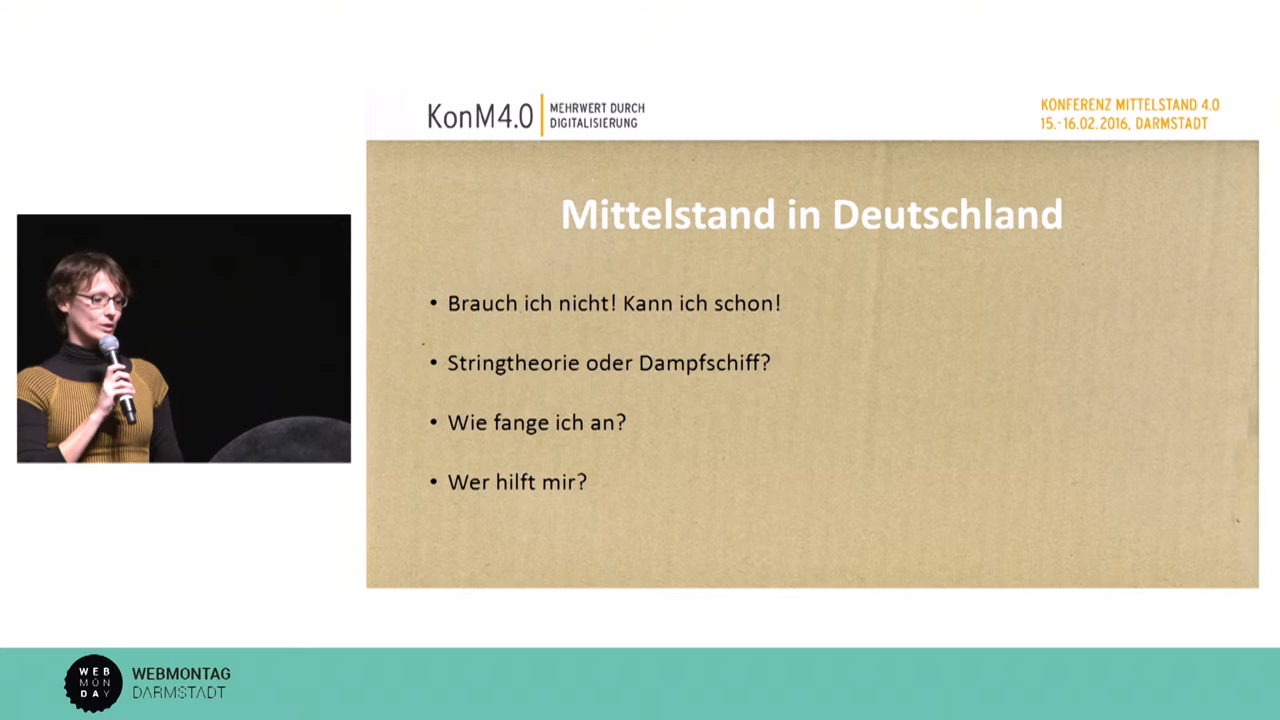 KonM4.0
MEHRWERT DURCH
DIGITALISIERUNG
KONFERENZ MITTELSTAND 4.0
15.-16.02.2016, DARMSTADT
Mittelstand in Deutschland
• Brauch ich nicht! Kann ich schon!
• Stringtheorie oder Dampfschiff?
• Wie fange ich an?
• Wer hilft mir?
WEB
MON
DAY
WEBMONTAG
DARMSTADT